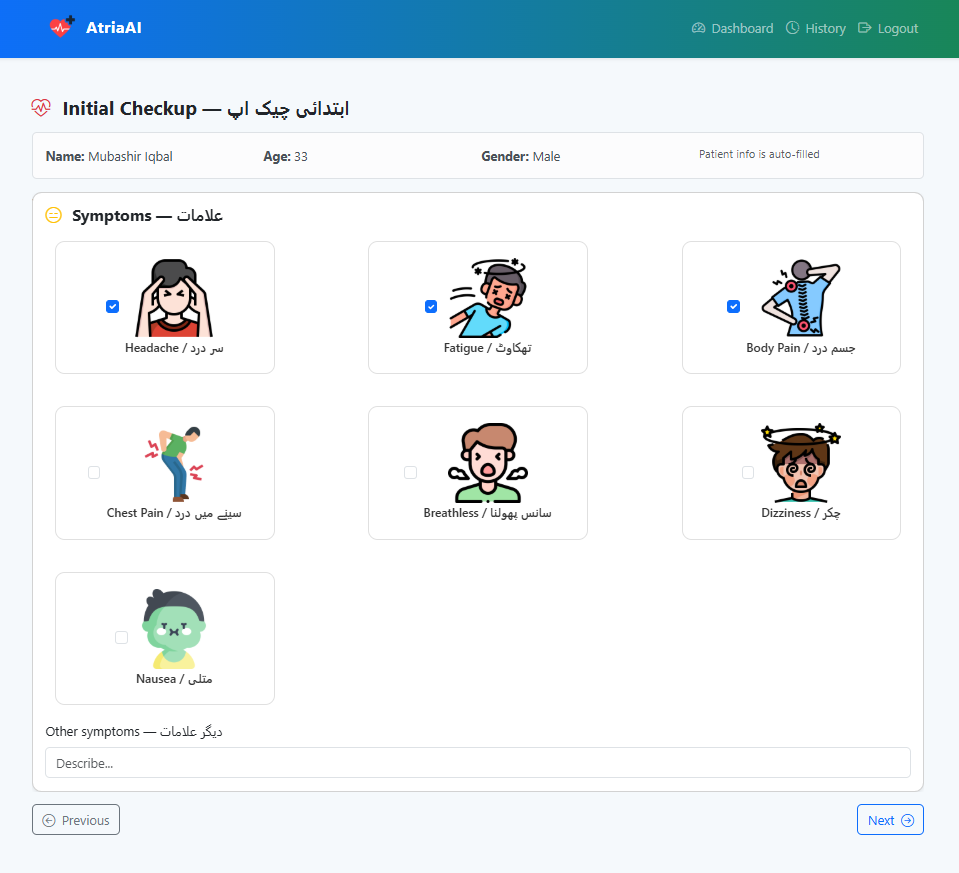 AtriaAI
Dashboard History Logout
Initial Checkup — ابتدائی چیک اپ
Name: Mubashir Iqbal Age: 33 Gender: Male Patient info is auto-filled
Symptoms — علامات
Headache / سر درد
Fatigue / تھکاوٹ
Body Pain / جسم درد
Chest Pain / سینے میں درد
Breathless / سانس پھولنا
Dizziness / چکر
Nausea / متلی
Other symptoms — دیگر علامات
Describe...
Previous
Next